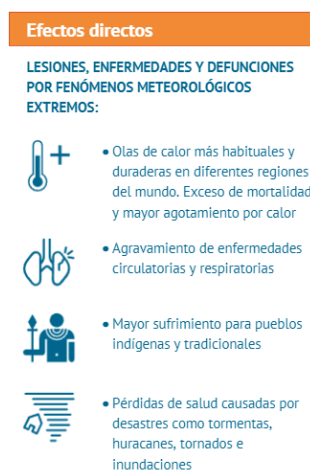 Efectos directos
LESIONES, ENFERMEDADES Y DEFUNCIONES
POR FENÓMENOS METEOROLÓGICOS
EXTREMOS:
• Olas de calor más habituales y
duraderas en diferentes regiones
del mundo. Exceso de mortalidad
y mayor agotamiento por calor
• Agravamiento de enfermedades
circulatorias y respiratorias
• Mayor sufrimiento para pueblos
indígenas y tradicionales
• Pérdidas de salud causadas por
desastres como tormentas,
huracanes, tornados e
inundaciones